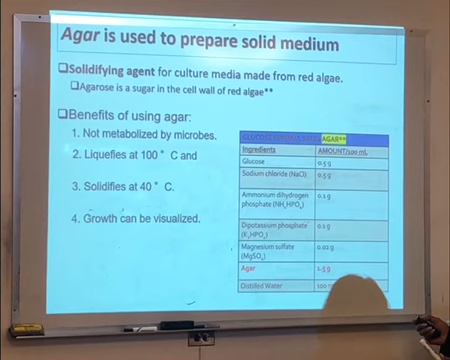 Agar is used to prepare solid medium
❑Solidifying agent for culture media made from red algae.
❑Agarose is a sugar in the cell wall of red algae**
❑Benefits of using agar:
1. Not metabolized by microbes.
2. Liquefies at 100 ° C and
3. Solidifies at 40 ° C.
4. Growth can be visualized.
GLUCOSE AGAR**
Ingredients AMOUNT/100 mL
Glucose 0.5 g
Sodium chloride (NaCl) 0.5 g
Ammonium dihydrogen 0.1 g
phosphate (NH4HPO4)
Dipotassium phosphate 0.1 g
(K2HPO4)
Magnesium sulfate 0.02 g
(MgSO4)
Agar 1.5 g
Distilled Water 100